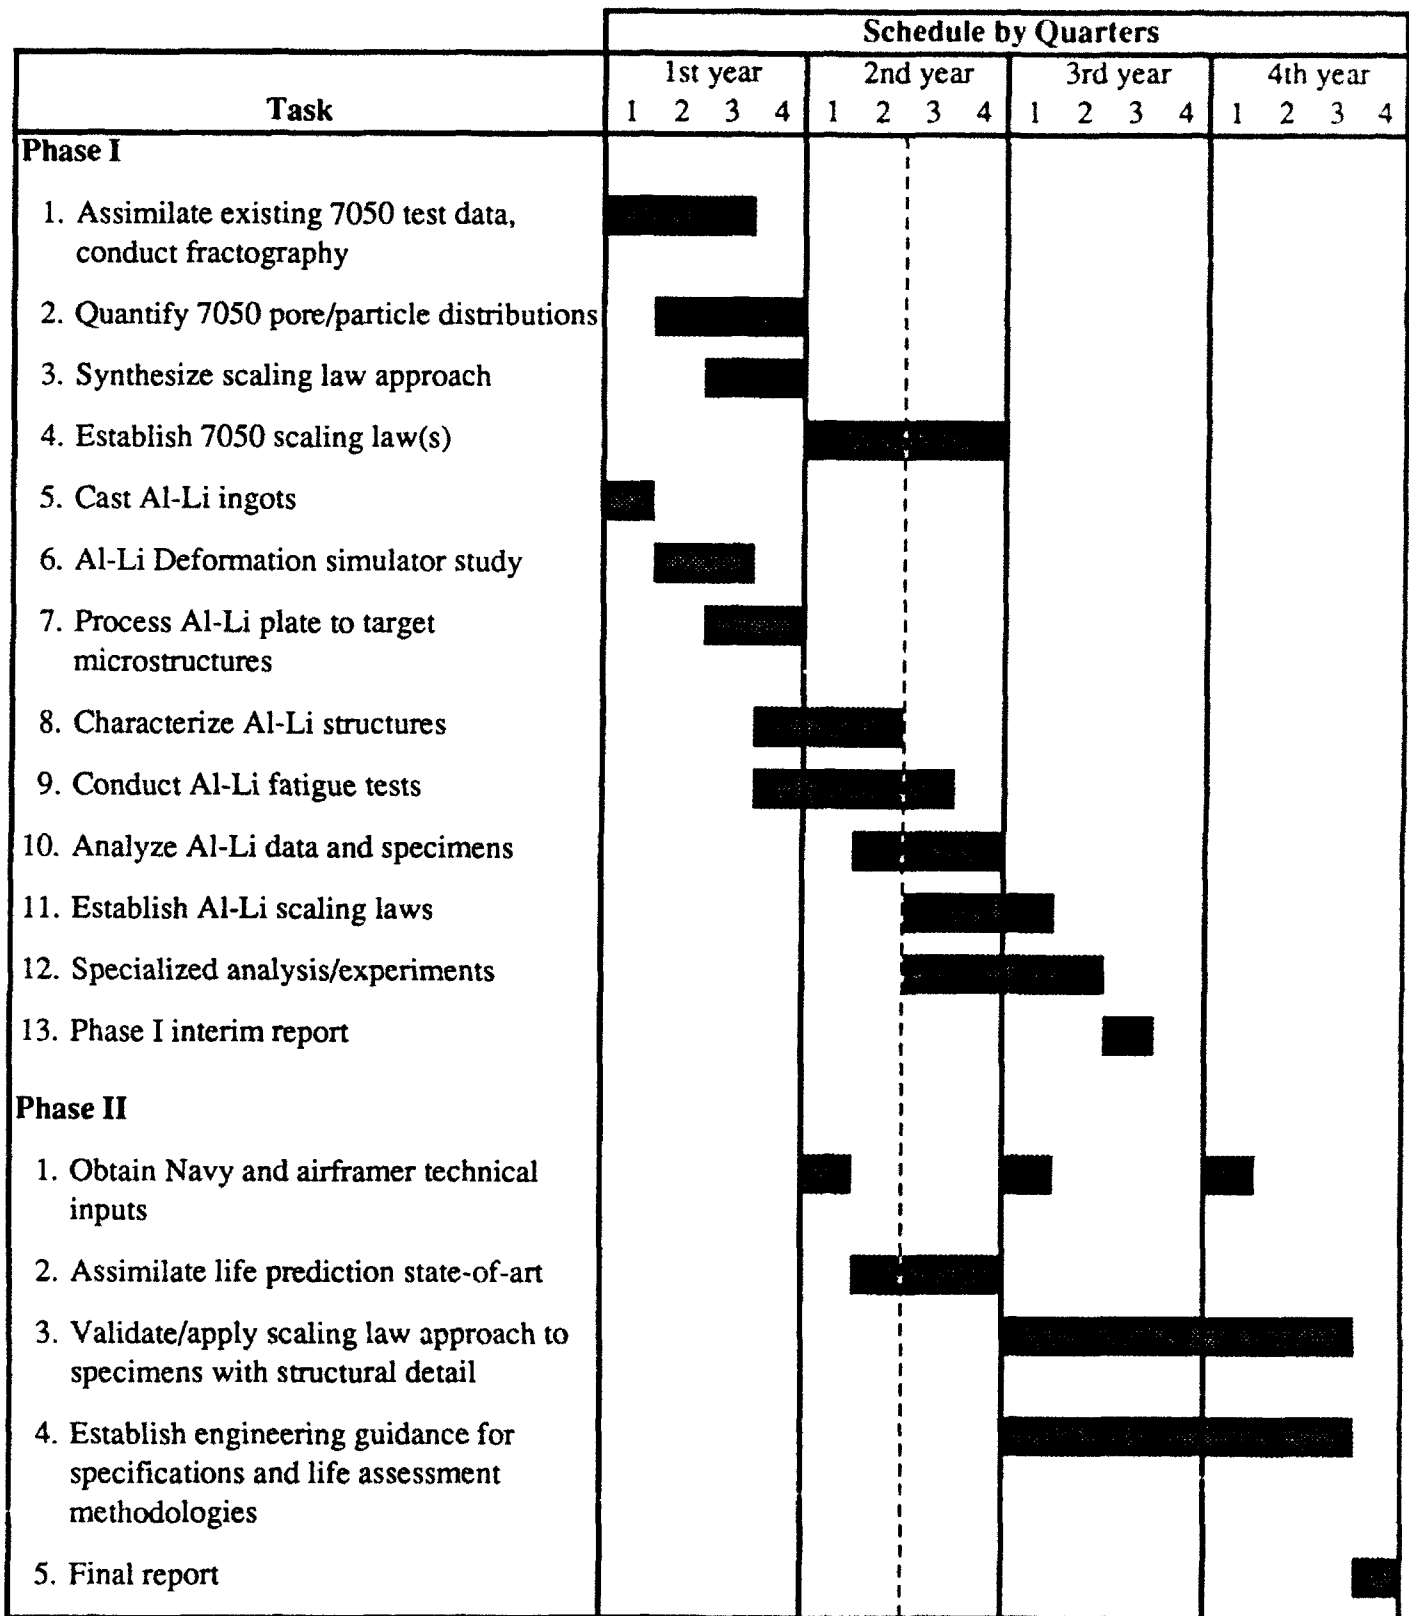 Schedule by Quarters
1st year 2nd year 3rd year 4th year
Task 1 2 3 4 1 2 3 4 1 2 3 4 1 2 3 4
Phase I
1. Assimilate existing 7050 test data,
conduct fractography
2. Quantify 7050 pore/particle distributions
3. Synthesize scaling law approach
4. Establish 7050 scaling law(s)
5. Cast Al-Li ingots
6. Al-Li Deformation simulator study
7. Process Al-Li plate to target
microstructures
8. Characterize Al-Li structures
9. Conduct Al-Li fatigue tests
10. Analyze Al-Li data and specimens
11. Establish Al-Li scaling laws
12. Specialized analysis/experiments
13. Phase I interim report
Phase II
1. Obtain Navy and airframer technical
inputs
2. Assimilate life prediction state-of-art
3. Validate/apply scaling law approach to
specimens with structural detail
4. Establish engineering guidance for
specifications and life assessment
methodologies
5. Final report